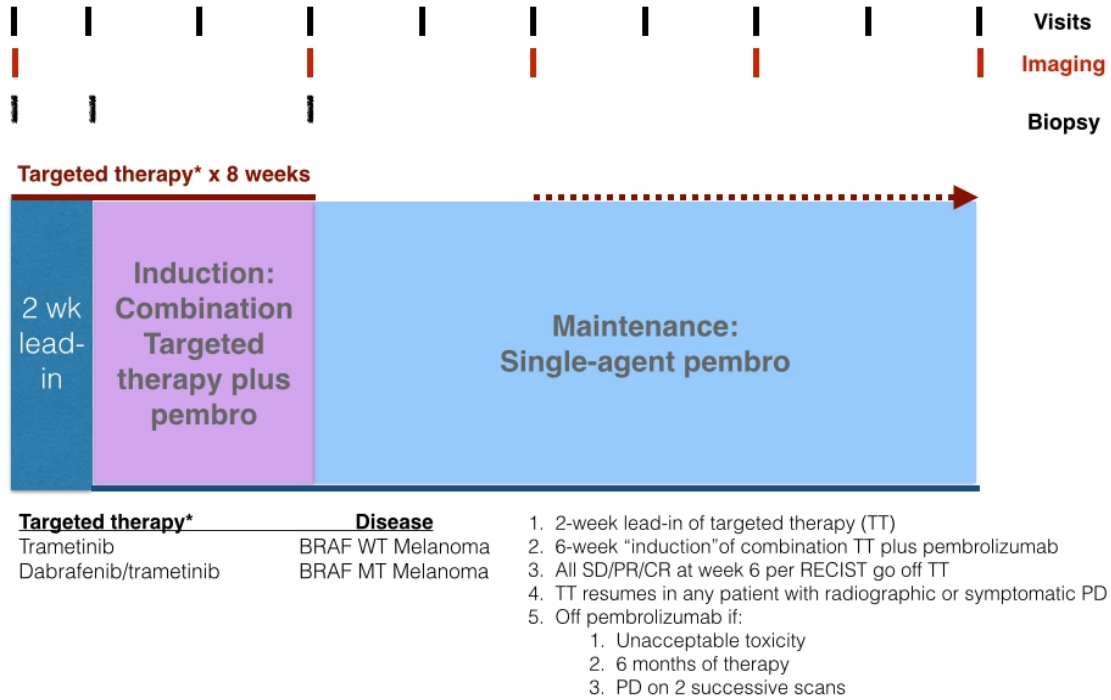 Visits
Imaging
Biopsy
Targeted therapy* x 8 weeks
2 wk
lead-
in
Induction:
Combination
Targeted
therapy plus
pembro
Maintenance:
Single-agent pembro
Targeted therapy* Disease
Trametinib BRAF WT Melanoma
Dabrafenib/trametinib BRAF MT Melanoma
1. 2-week lead-in of targeted therapy (TT)
2. 6-week “induction”of combination TT plus pembrolizumab
3. All SD/PR/CR at week 6 per RECIST go off TT
4. TT resumes in any patient with radiographic or symptomatic PD
5. Off pembrolizumab if:
1. Unacceptable toxicity
2. 6 months of therapy
3. PD on 2 successive scans